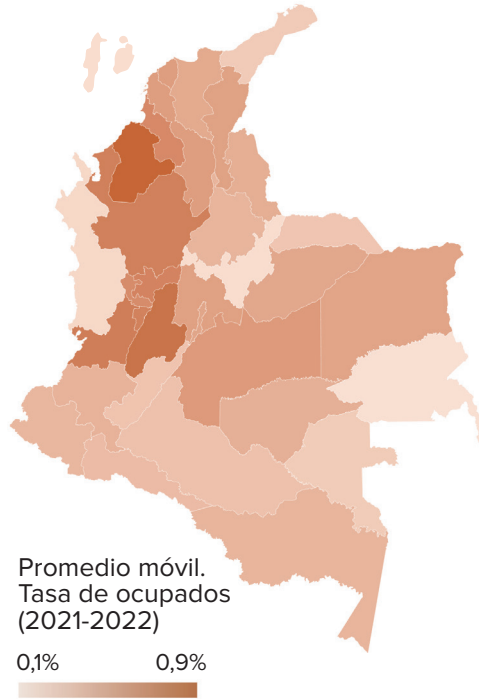 Promedio móvil.
Tasa de ocupados
(2021-2022)
0,1% 0,9%